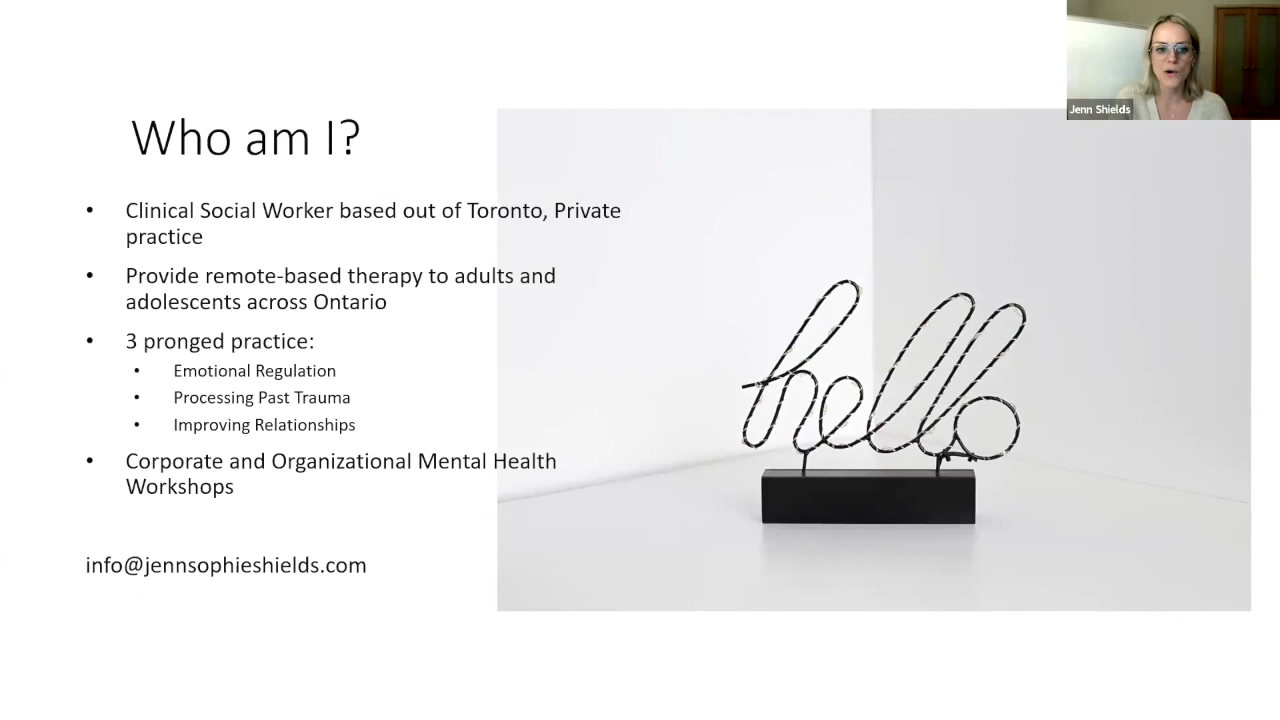 Jenn Shields
Who am I?
• Clinical Social Worker based out of Toronto, Private
practice
• Provide remote-based therapy to adults and
adolescents across Ontario
• 3 pronged practice:
• Emotional Regulation
• Processing Past Trauma
• Improving Relationships
• Corporate and Organizational Mental Health
Workshops
info@jennsophieshields.com
hello